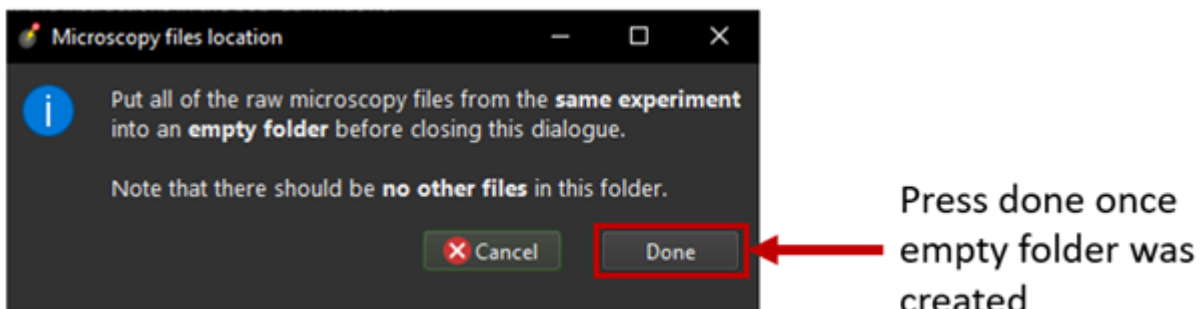 Microscopy files location
Put all of the raw microscopy files from the same experiment
into an empty folder before closing this dialogue.
Note that there should be no other files in this folder.
Cancel
Done
Press done once
empty folder was
created